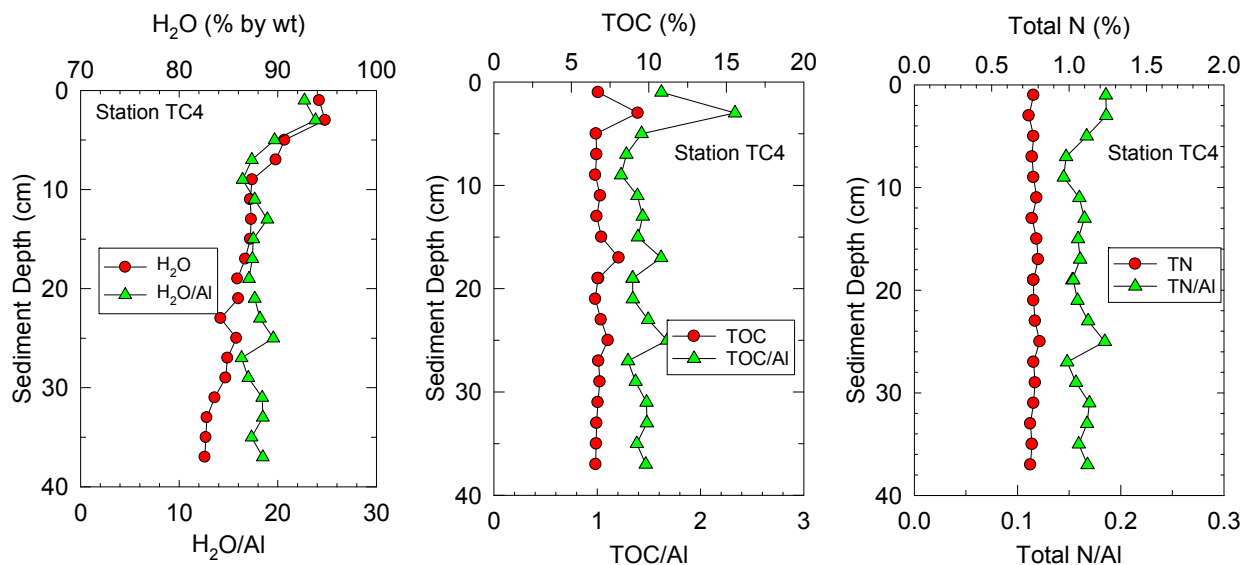 H₂O (% by wt)
70 80 90 100
Station TC4
0
10
20
30
40
Sediment Depth (cm)
H₂O
H₂O/Al
0 10 20 30
H₂O/Al
TOC (%)
0 5 10 15 20
Station TC4
0
10
20
30
40
Sediment Depth (cm)
TOC
TOC/Al
0 1 2 3
TOC/Al
Total N (%)
0.0 0.5 1.0 1.5 2.0
Station TC4
0
10
20
30
40
Sediment Depth (cm)
TN
TN/Al
0.0 0.1 0.2 0.3
Total N/Al